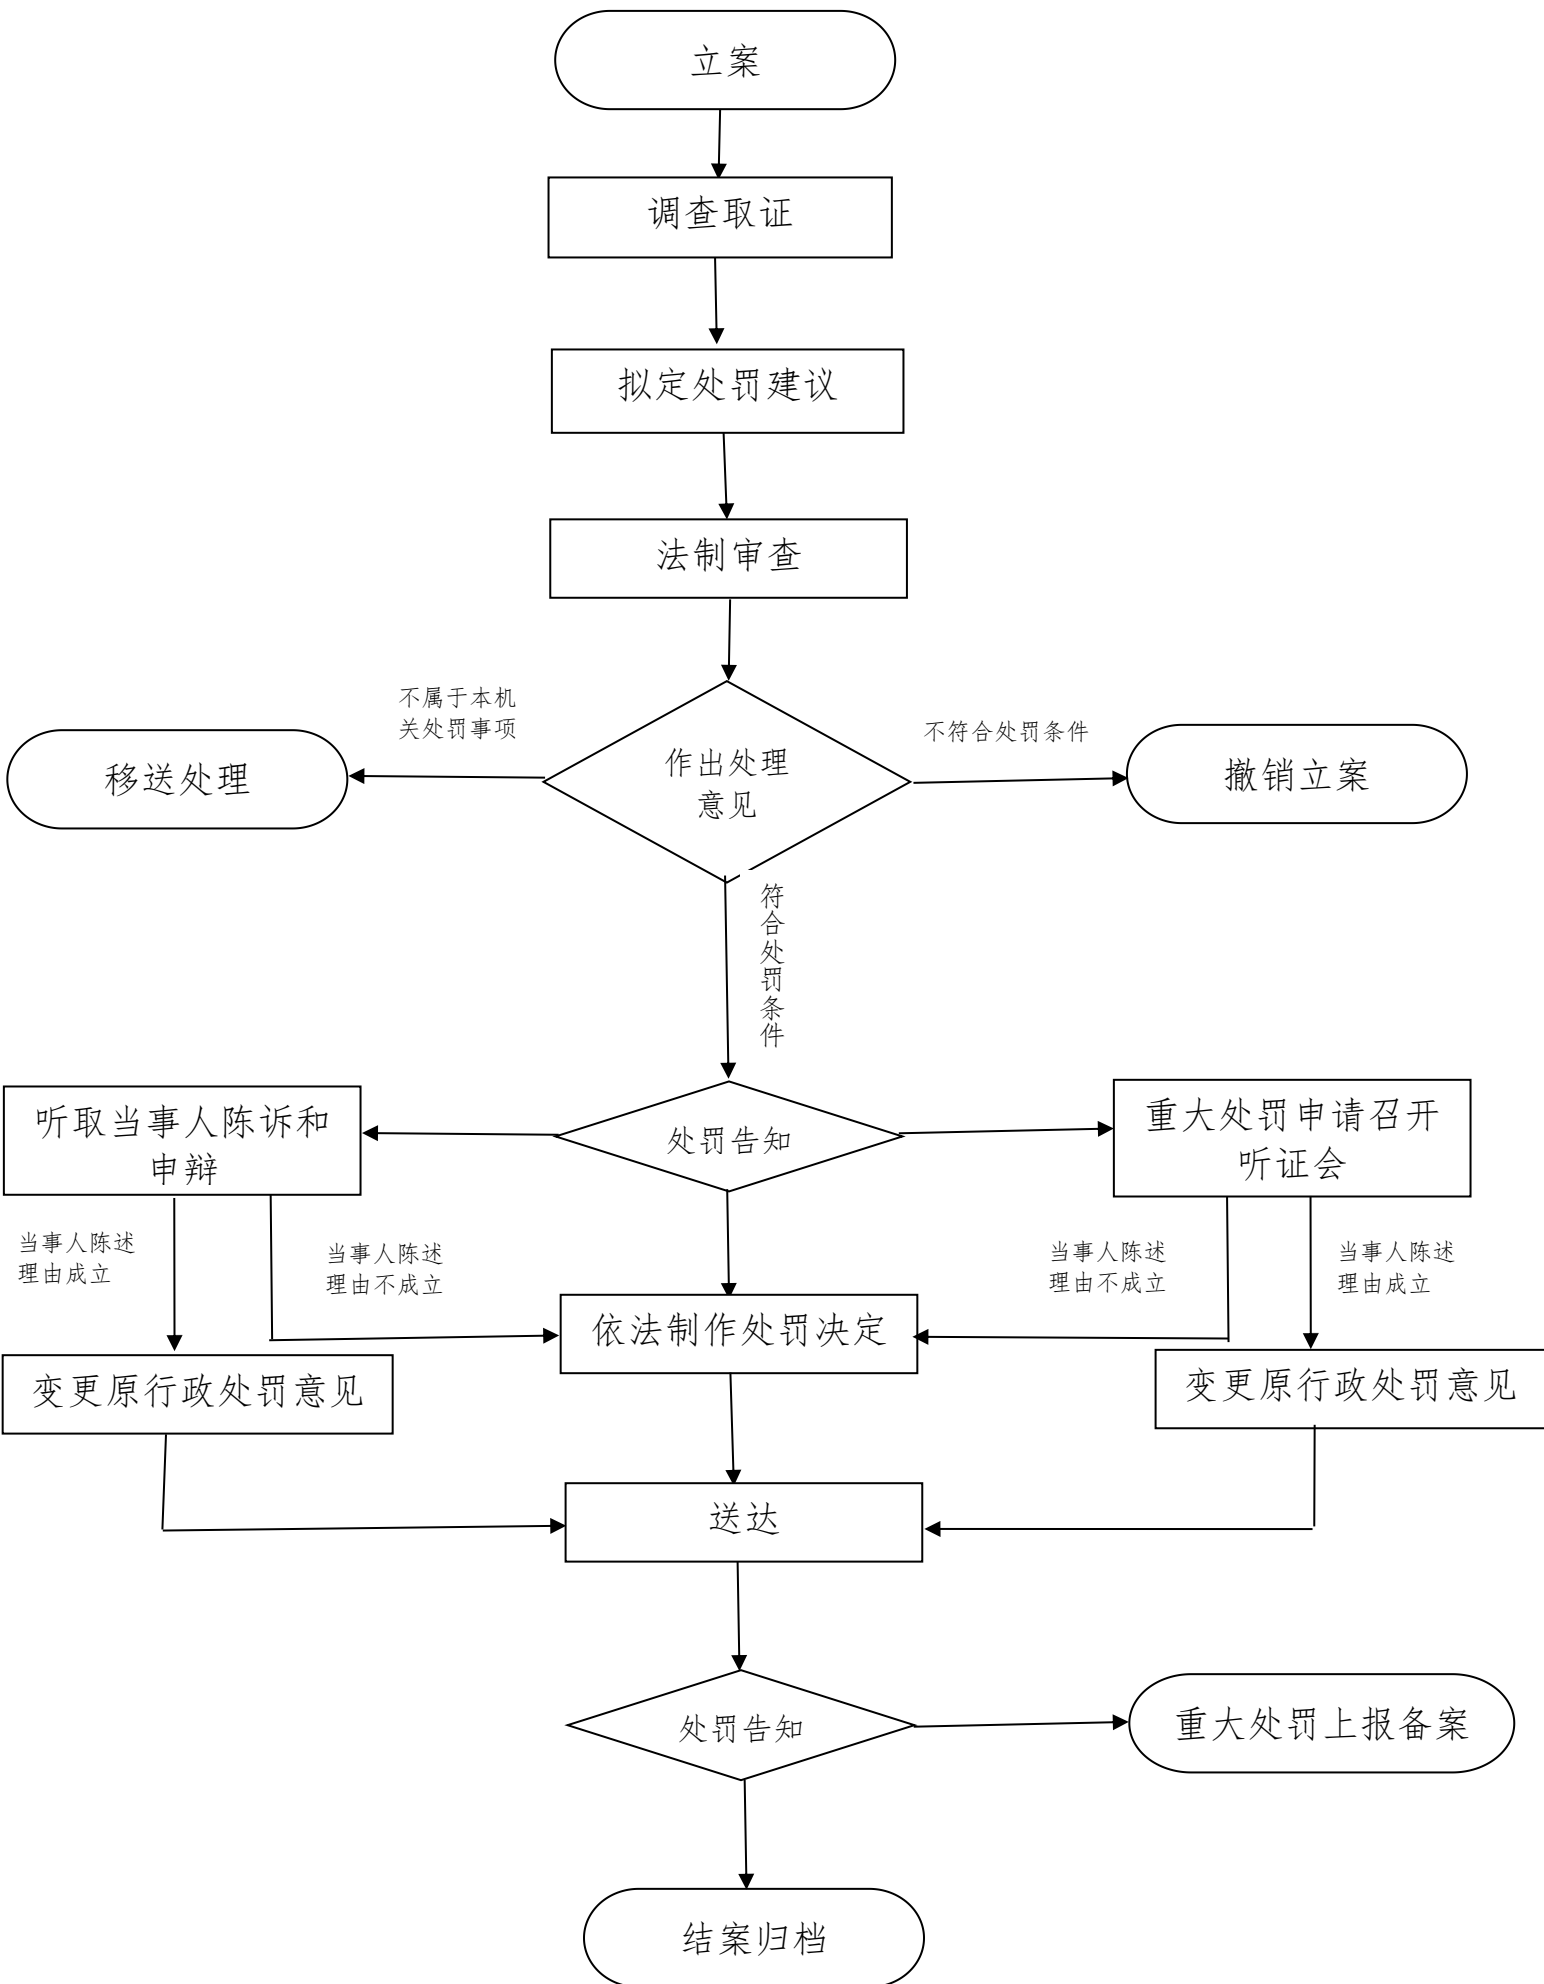 立案
调查取证
拟定处罚建议
法制审查
不属于本机
关处罚事项
不符合处罚条件
移送处理
作出处理
意见
撤销立案
符合处罚条件
听取当事人陈诉和
申辩
处罚告知
重大处罚申请召开
听证会
当事人陈述
理由成立
当事人陈述
理由不成立
当事人陈述
理由不成立
当事人陈述
理由成立
依法制作处罚决定
变更原行政处罚意见
变更原行政处罚意见
送达
处罚告知
重大处罚上报备案
结案归档